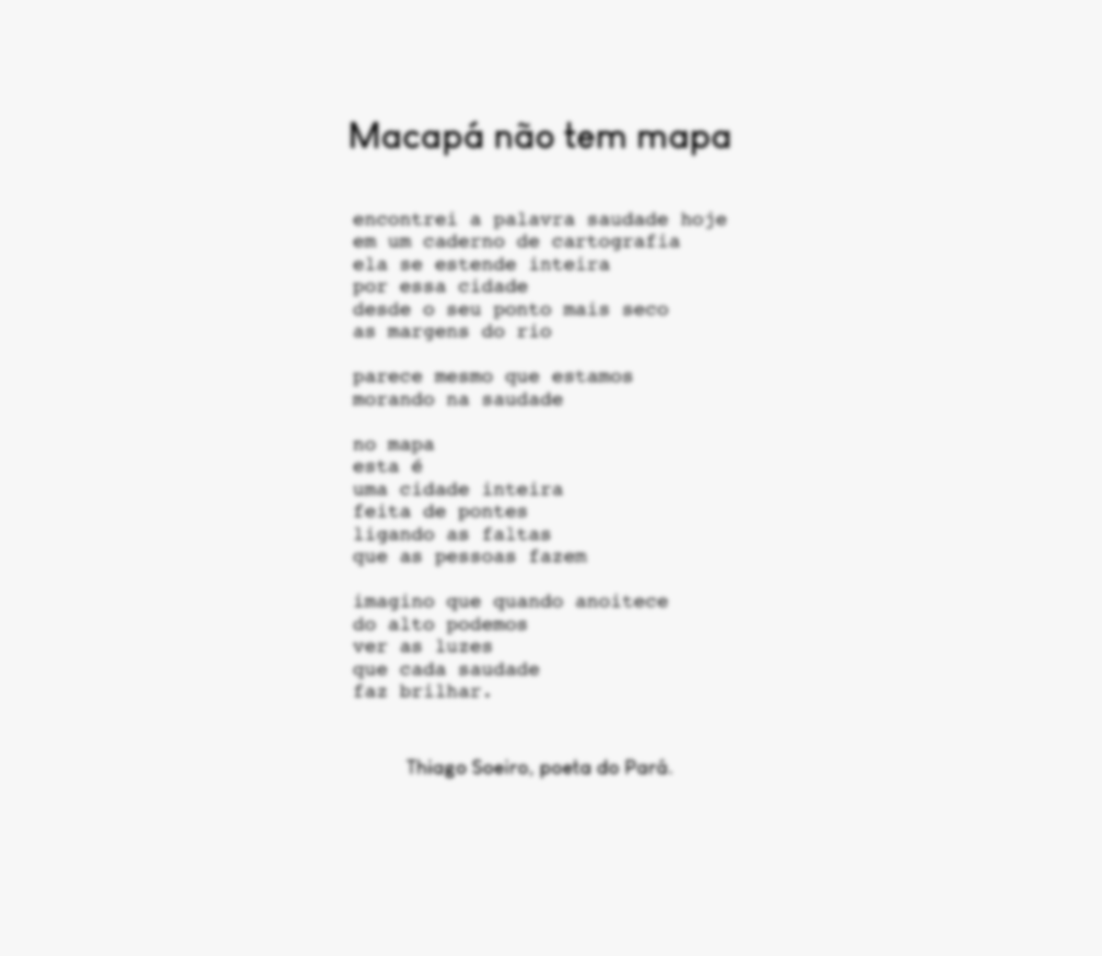 Macapá não tem mapa
encontrei a palavra saudade hoje
em um caderno de cartografia
ela se estende inteira
por essa cidade
desde o seu ponto mais seco
as margens do rio
parece mesmo que estamos
morando na saudade
no mapa
esta é
uma cidade inteira
feita de pontes
ligando as faltas
que as pessoas fazem
imagino que quando anoitece
do alto podemos
ver as luzes
que cada saudade
faz brilhar.
Thiago Soeiro, poeta do Pará.